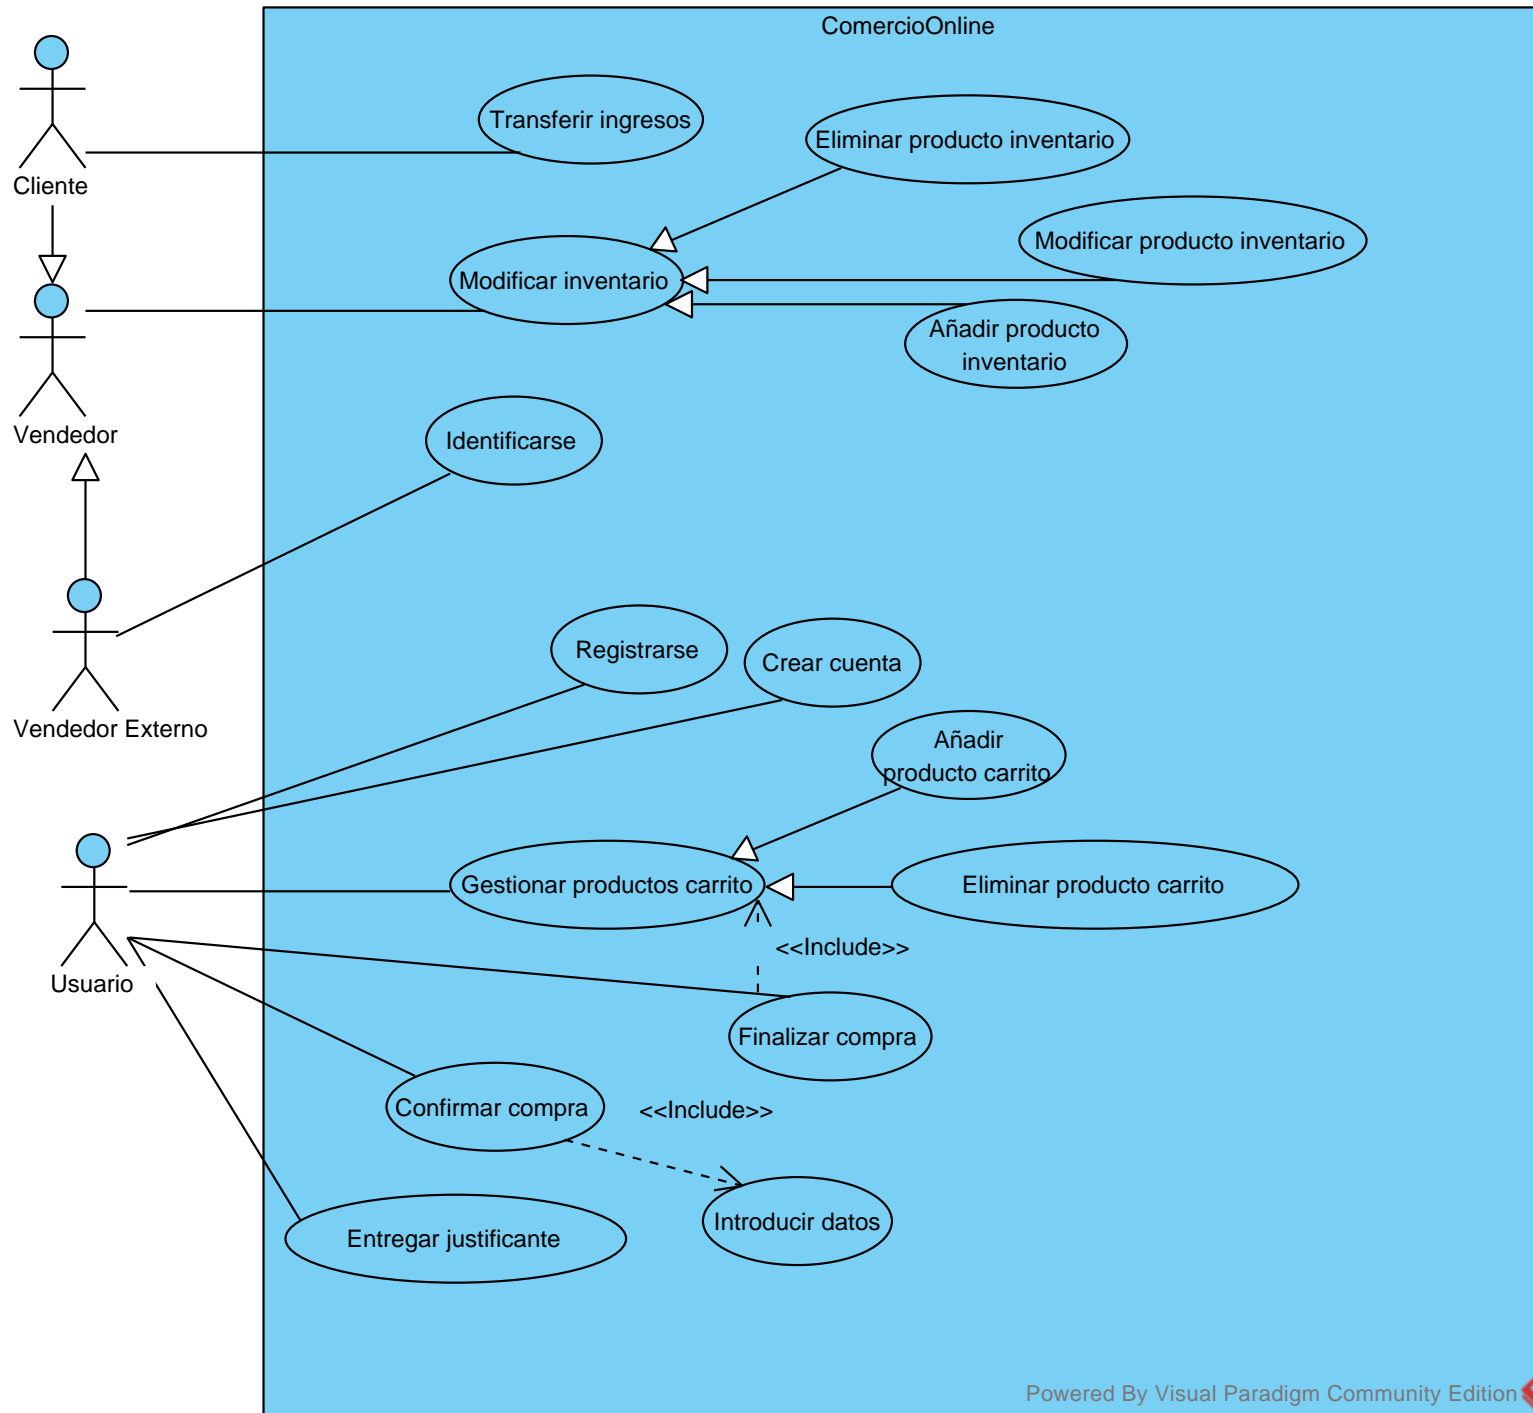 ComercioOnline
Transferir ingresos
Eliminar producto inventario
Cliente
Modificar producto inventario
Modificar inventario
Añadir producto
inventario
Vendedor
Identificarse
Registrarse
Crear cuenta
Vendedor Externo
Añadir
producto carrito
Gestionar productos carrito
Eliminar producto carrito
<<Include>>
Usuario
Finalizar compra
Confirmar compra
<<Include>>
Introducir datos
Entregar justificante
Powered By Visual Paradigm Community Edition